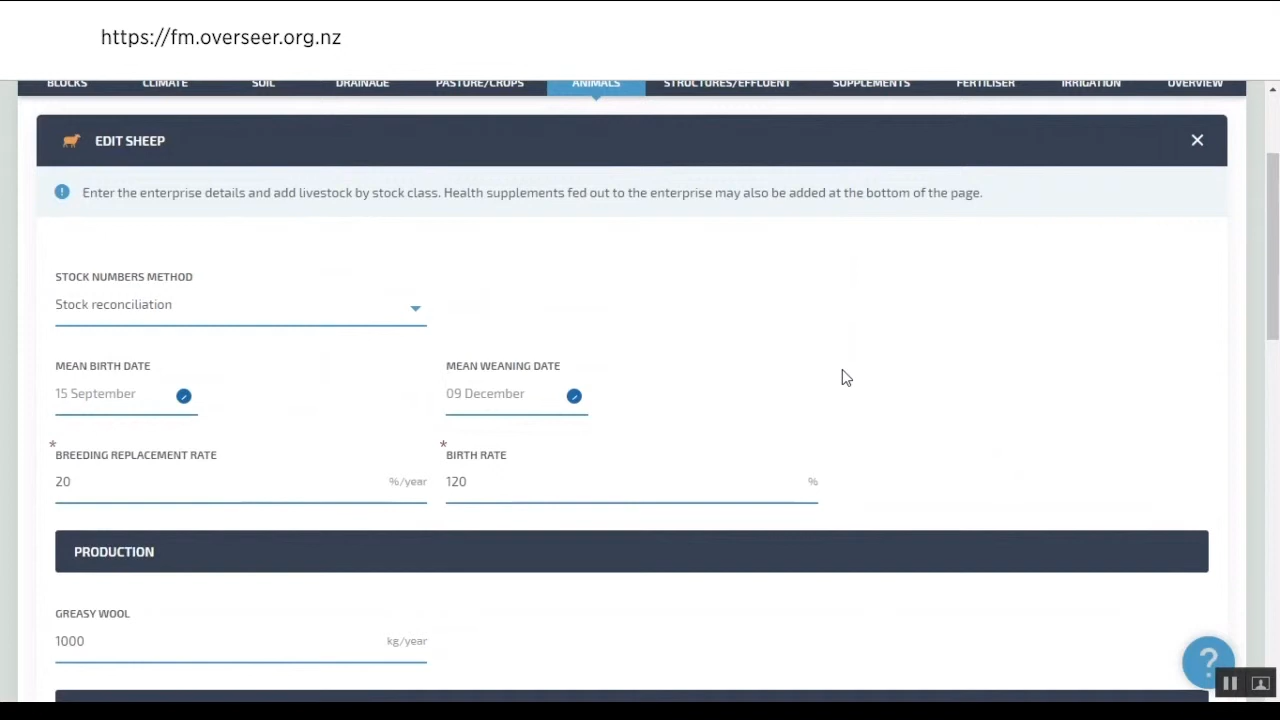 https://fm.overseer.org.nz
BLOCKS CLIMATE SOIL DRAINAGE PASTURE/CROPS ANIMALS STRUCTURES/EFFLUENT SUPPLEMENTS FERTILISER IRRIGATION OVERVIEW
EDIT SHEEP
Enter the enterprise details and add livestock by stock class. Health supplements fed out to the enterprise may also be added at the bottom of the page.
STOCK NUMBERS METHOD
Stock reconciliation
MEAN BIRTH DATE MEAN WEANING DATE
15 September 09 December
* BREEDING REPLACEMENT RATE * BIRTH RATE
20 %/year 120 %
PRODUCTION
GREASY WOOL
1000 kg/year
?